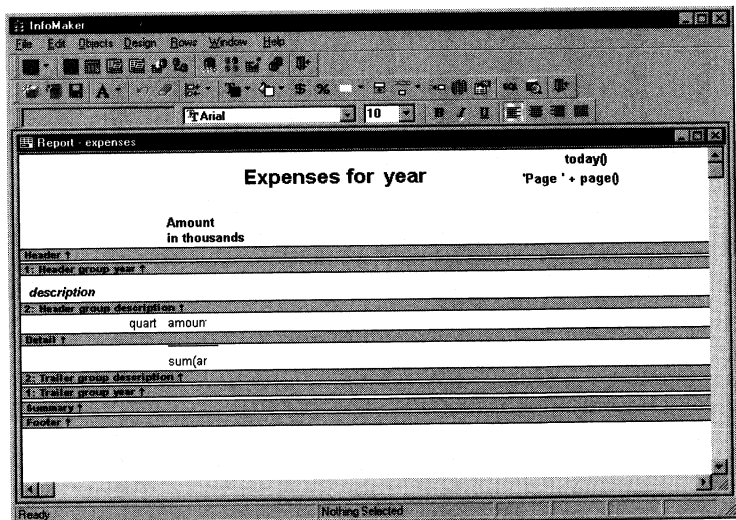 InfoMaker
File Edit Objects Design Rows Window Help
$ %
Arial 10 B I U
Report - expenses
today()
Expenses for year 'Page ' + page()
Amount
in thousands
Header ↑
1: Header group year ↑
description
2: Header group description ↑
quart amoun
Detail ↑
sum(ar
2: Trailer group description ↑
1: Trailer group year ↑
Summary ↑
Footer ↑
Ready Nothing Selected